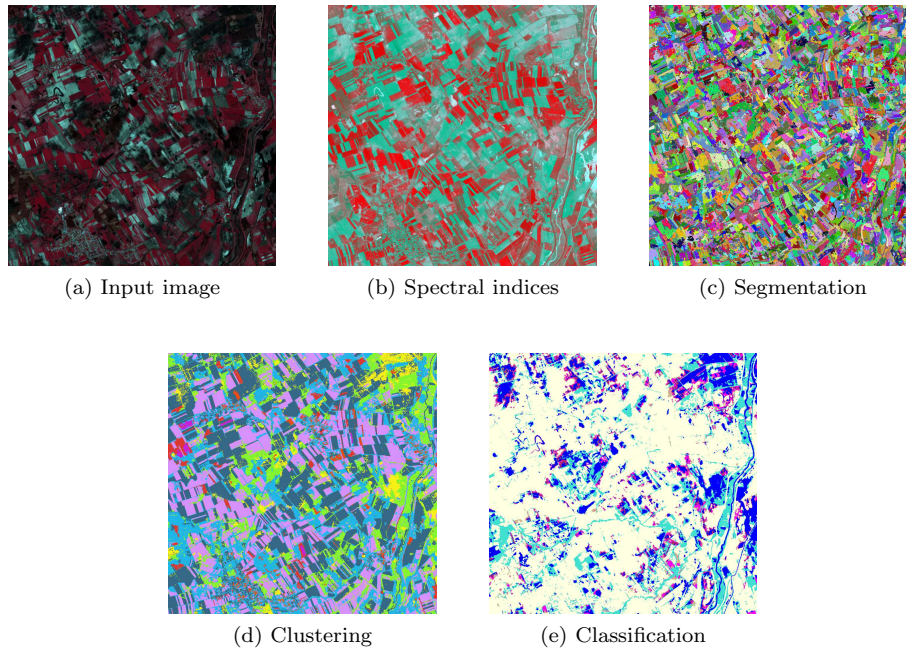 (a) Input image
(b) Spectral indices
(c) Segmentation
(d) Clustering
(e) Classification